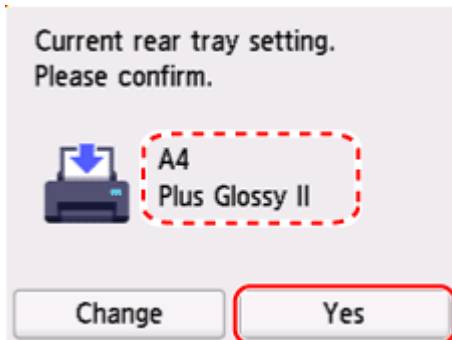 Current rear tray setting.
Please confirm.
A4
Plus Glossy II
Change
Yes